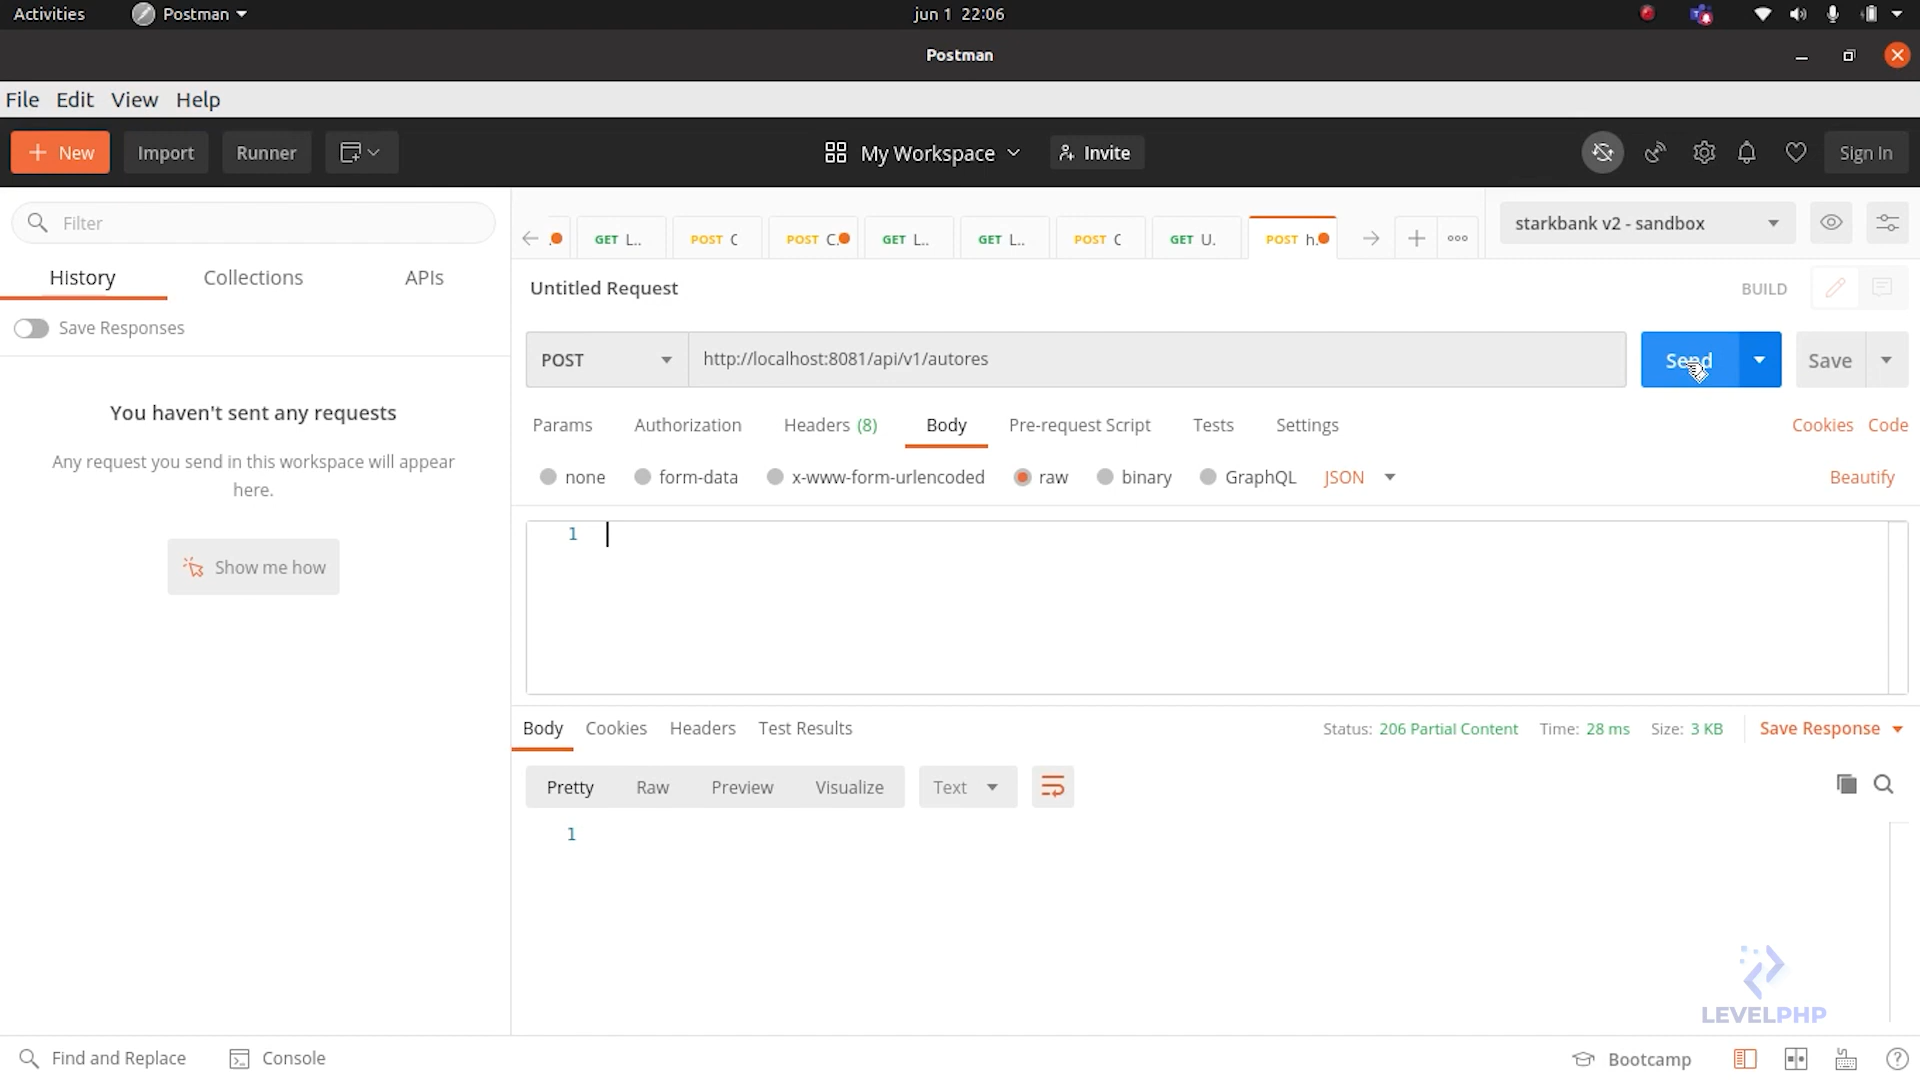 Activities Postman jun 1 22:06
Postman
File Edit View Help
New Import Runner My Workspace Invite Sign In
Filter
GET L.. POST C POST C. GET L.. GET L.. POST C GET U. POST h. starkbank v2 - sandbox
History Collections APIs
Untitled Request BUILD
Save Responses
POST http://localhost:8081/api/v1/autores Send Save
You haven't sent any requests
Any request you send in this workspace will appear
here.
Show me how
Params Authorization Headers (8) Body Pre-request Script Tests Settings Cookies Code
none form-data x-www-form-urlencoded raw binary GraphQL JSON Beautify
1
Body Cookies Headers Test Results Status: 206 Partial Content Time: 28 ms Size: 3 KB Save Response
Pretty Raw Preview Visualize Text
1
LEVELPHP
Find and Replace Console Bootcamp